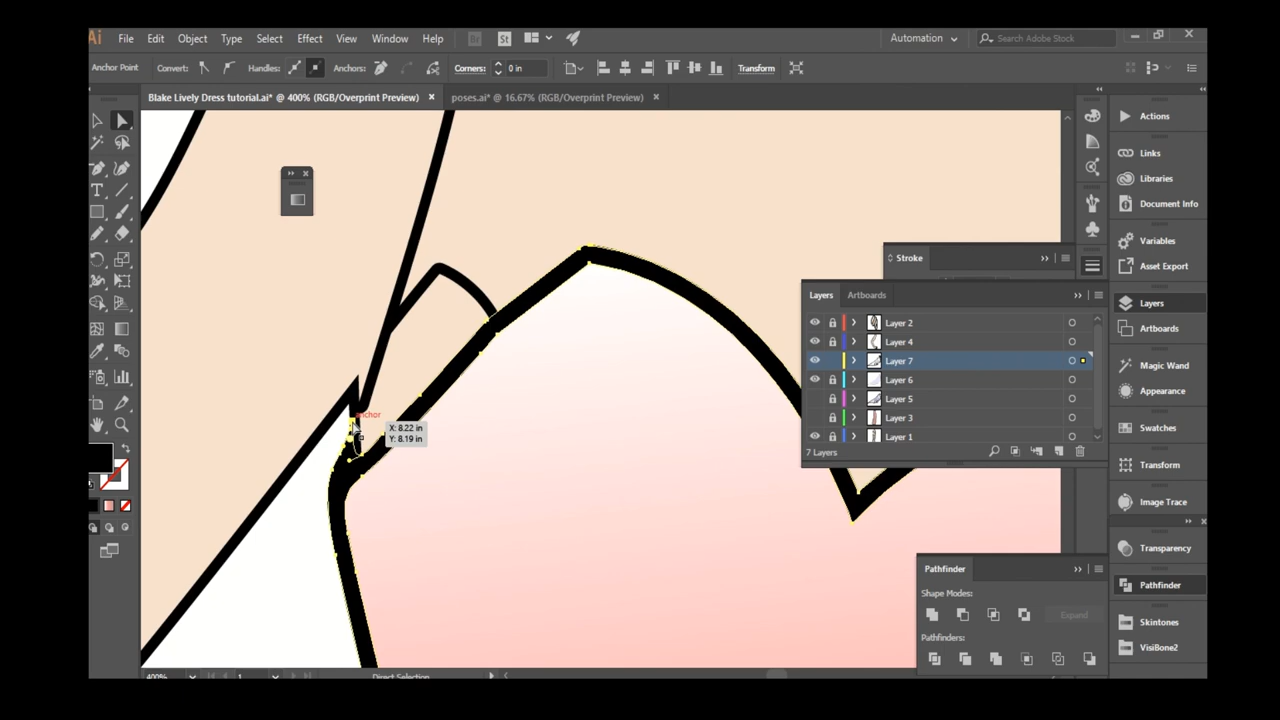 Ai File Edit Object Type Select Effect View Window Help Br St Automation Search Adobe Stock
Anchor Point Convert: Handles: Anchors: Corners: 0 in Transform
Blake Lively Dress tutorial.ai* @ 400% (RGB/Overprint Preview) × poses.ai* @ 16.67% (RGB/Overprint Preview) ×
Actions
Links
Libraries
Document Info
Variables
Asset Export
Layers
Artboards
Magic Wand
Appearance
Swatches
Transform
Image Trace
Transparency
Pathfinder
Skintones
VisiBone2
Stroke
Layers Artboards
Layer 2
Layer 4
Layer 7
Layer 6
Layer 5
Layer 3
Layer 1
7 Layers
anchor
X: 8.22 in
Y: 8.19 in
Pathfinder
Shape Modes:
Expand
Pathfinders:
400% 1 Direct Selection